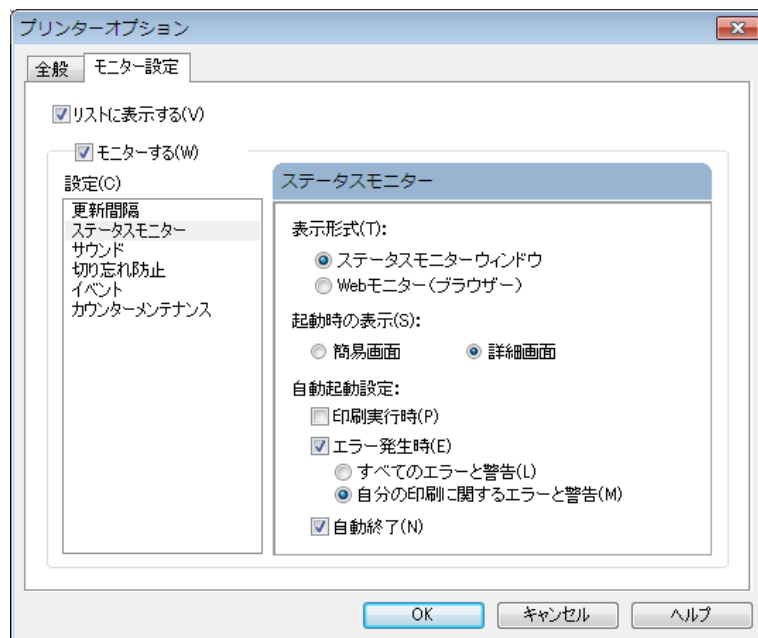 プリンターオプション
全般 モニター設定
リストに表示する(V)
モニターする(W)
設定(C)
更新間隔
ステータスモニター
サウンド
切り忘れ防止
イベント
カウンターメンテナンス
ステータスモニター
表示形式(T):
ステータスモニターウィンドウ
Webモニター(ブラウザー)
起動時の表示(S):
簡易画面 詳細画面
自動起動設定:
印刷実行時(P)
エラー発生時(E)
すべてのエラーと警告(L)
自分の印刷に関するエラーと警告(M)
自動終了(N)
OK キャンセル ヘルプ